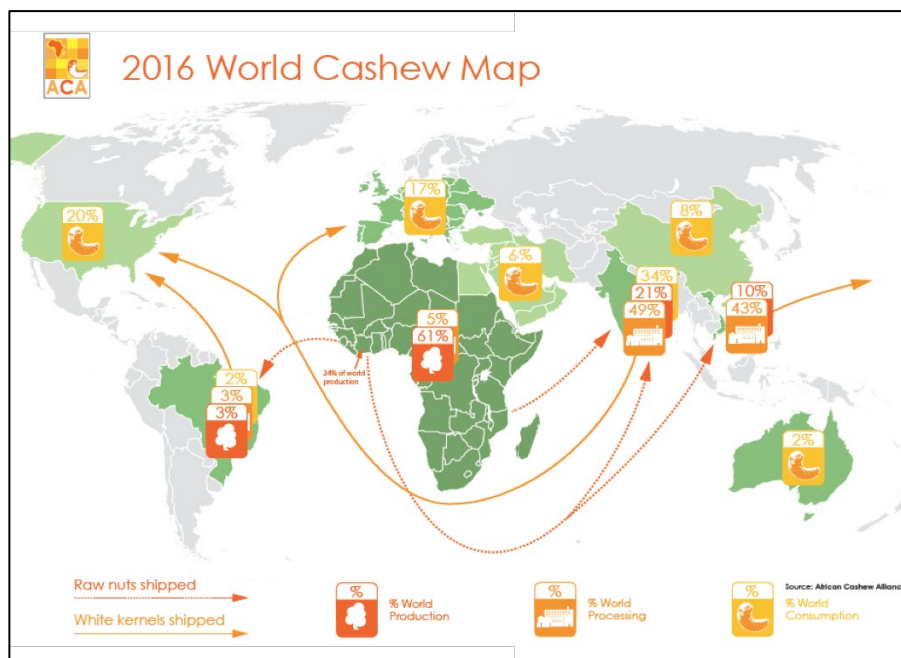 ACA
2016 World Cashew Map
20%
17%
8%
6%
34%
21%
49%
10%
43%
5%
61%
24% of world
production
2%
3%
3%
2%
Raw nuts shipped
White kernels shipped
%
% World
Production
%
% World
Processing
%
Source: African Cashew Alliance
% World
Consumption